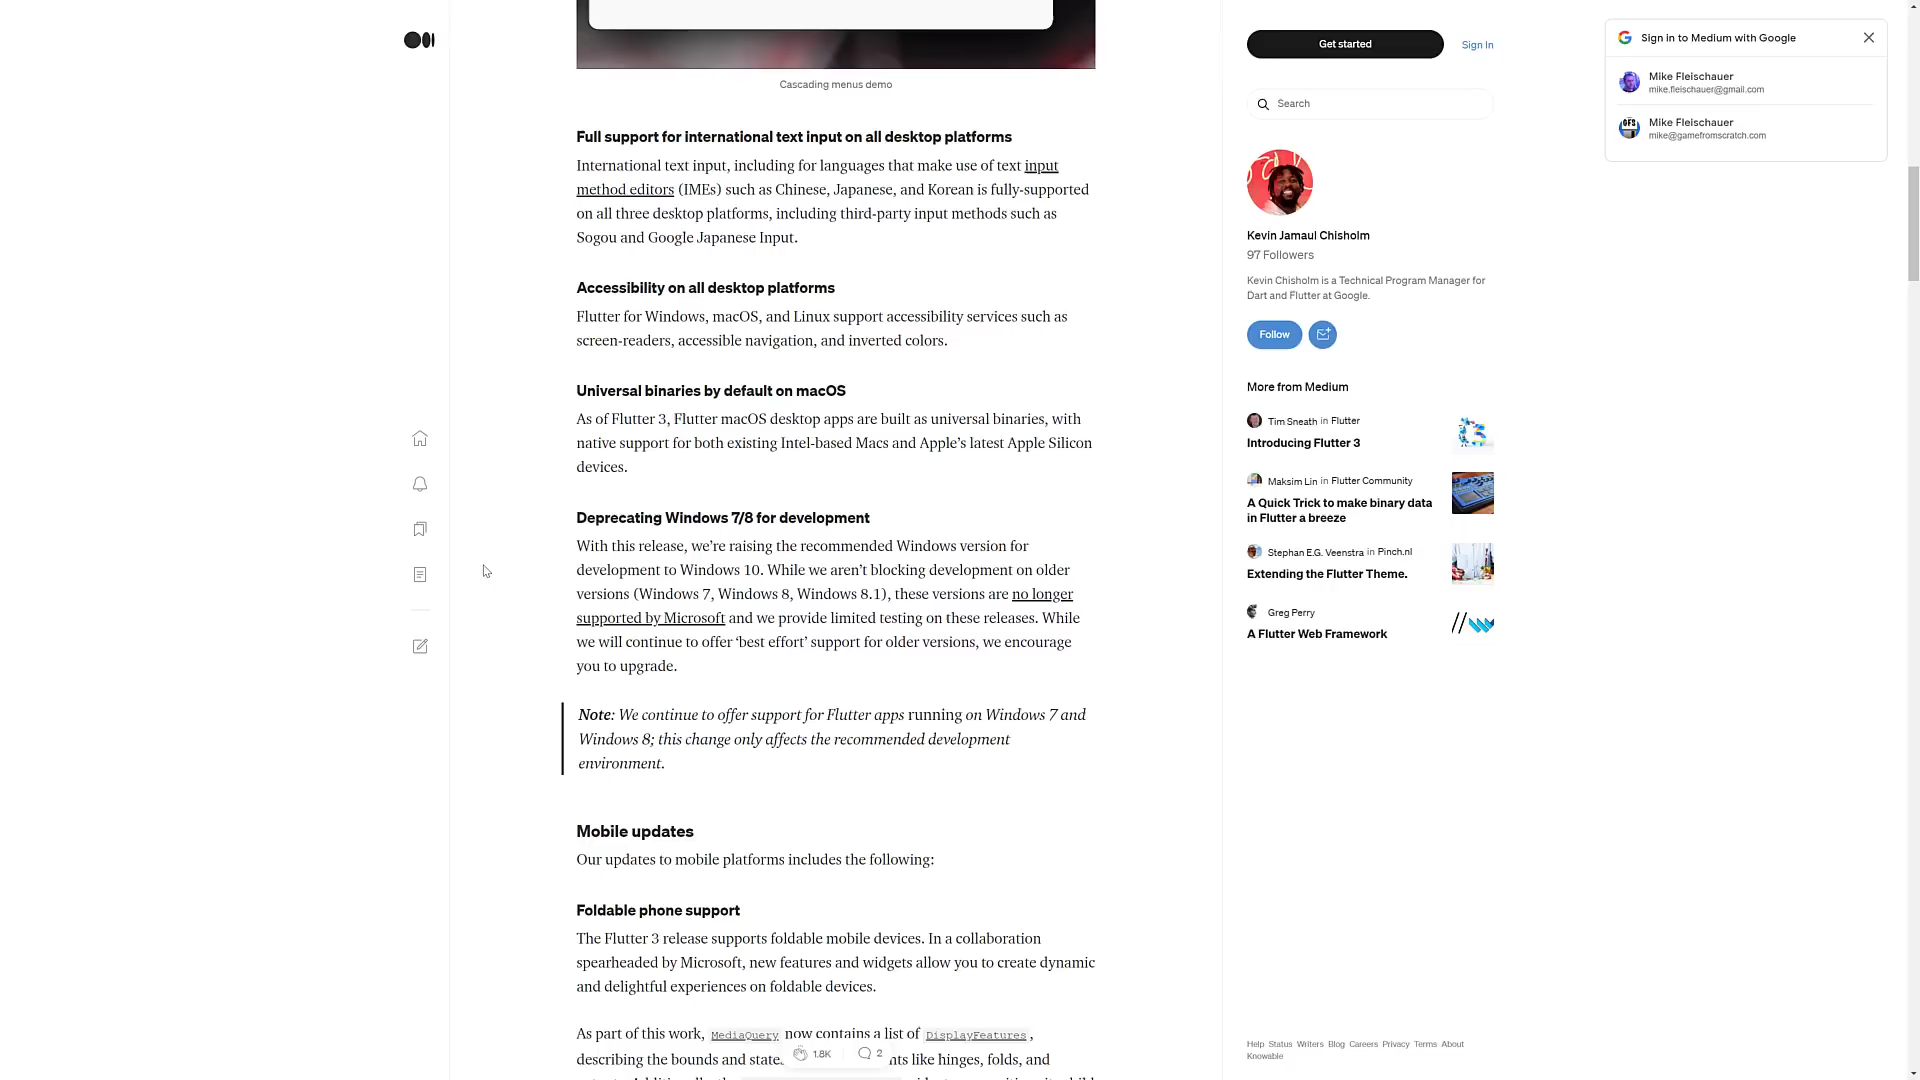 Cascading menus demo
Full support for international text input on all desktop platforms
International text input, including for languages that make use of text input
method editors (IMEs) such as Chinese, Japanese, and Korean is fully-supported
on all three desktop platforms, including third-party input methods such as
Sogou and Google Japanese Input.
Accessibility on all desktop platforms
Flutter for Windows, macOS, and Linux support accessibility services such as
screen-readers, accessible navigation, and inverted colors.
Universal binaries by default on macOS
As of Flutter 3, Flutter macOS desktop apps are built as universal binaries, with
native support for both existing Intel-based Macs and Apple’s latest Apple Silicon
devices.
Deprecating Windows 7/8 for development
With this release, we’re raising the recommended Windows version for
development to Windows 10. While we aren’t blocking development on older
versions (Windows 7, Windows 8, Windows 8.1), these versions are no longer
supported by Microsoft and we provide limited testing on these releases. While
we will continue to offer ‘best effort’ support for older versions, we encourage
you to upgrade.
Note: We continue to offer support for Flutter apps running on Windows 7 and
Windows 8; this change only affects the recommended development
environment.
Mobile updates
Our updates to mobile platforms includes the following:
Foldable phone support
The Flutter 3 release supports foldable mobile devices. In a collaboration
spearheaded by Microsoft, new features and widgets allow you to create dynamic
and delightful experiences on foldable devices.
As part of this work, MediaQuery now contains a list of DisplayFeatures,
describing the bounds and state
1.8K
2
like hinges, folds, and
Get started
Sign In
Search
Kevin Jamaul Chisholm
97 Followers
Kevin Chisholm is a Technical Program Manager for
Dart and Flutter at Google.
Follow
More from Medium
Tim Sneath in Flutter
Introducing Flutter 3
Maksim Lin in Flutter Community
A Quick Trick to make binary data
in Flutter a breeze
Stephan E.G. Veenstra in Pinch.nl
Extending the Flutter Theme.
Greg Perry
A Flutter Web Framework
Help Status Writers Blog Careers Privacy Terms About
Knowable
Sign in to Medium with Google
Mike Fleischauer
mike.fleischauer@gmail.com
GFS
Mike Fleischauer
mike@gamefromscratch.com